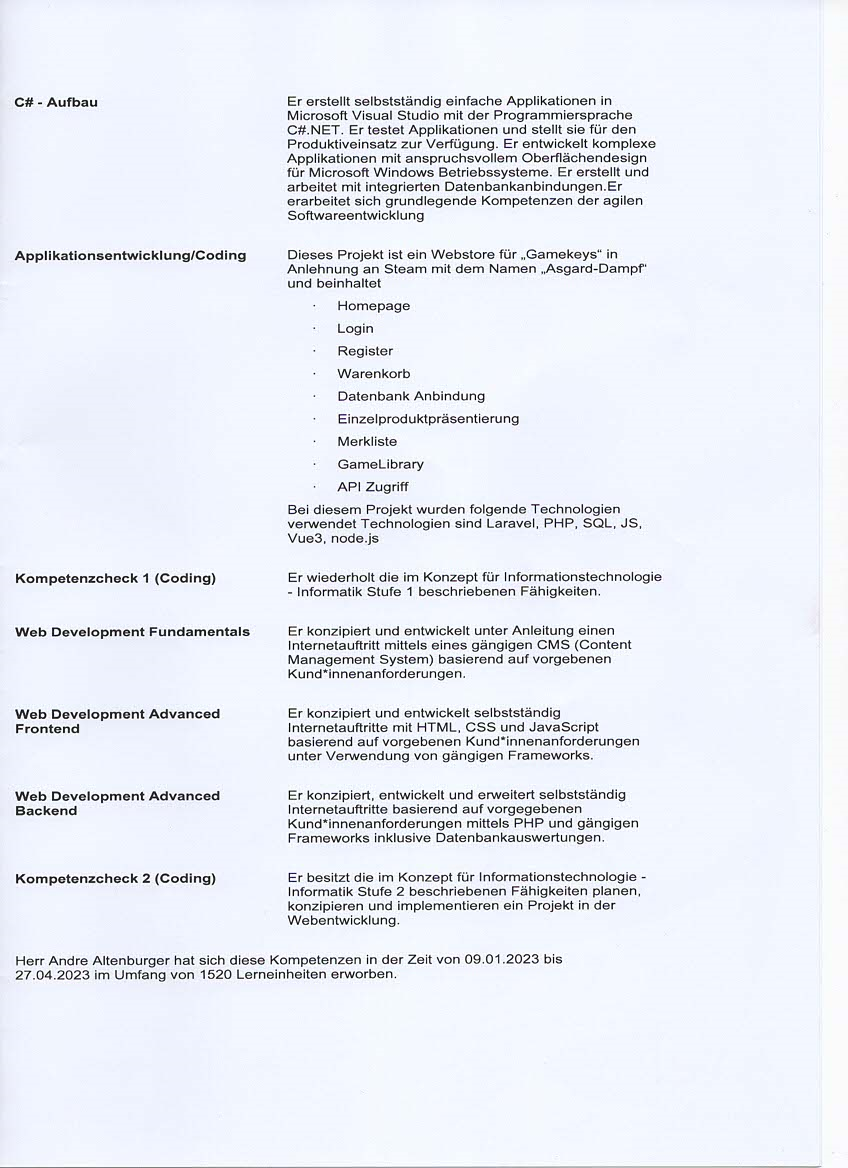 C# - Aufbau
Er erstellt selbstständig einfache Applikationen in
Microsoft Visual Studio mit der Programmiersprache
C#.NET. Er testet Applikationen und stellt sie für den
Produktiveinsatz zur Verfügung. Er entwickelt komplexe
Applikationen mit anspruchsvollem Oberflächendesign
für Microsoft Windows Betriebssysteme. Er erstellt und
arbeitet mit integrierten Datenbankanbindungen.Er
erarbeitet sich grundlegende Kompetenzen der agilen
Softwareentwicklung
Applikationsentwicklung/Coding
Dieses Projekt ist ein Webstore für „Gamekeys“ in
Anlehnung an Steam mit dem Namen „Asgard-Dampf“
und beinhaltet
· Homepage
· Login
· Register
· Warenkorb
· Datenbank Anbindung
· Einzelproduktpräsentierung
· Merkliste
· GameLibrary
· API Zugriff
Bei diesem Projekt wurden folgende Technologien
verwendet Technologien sind Laravel, PHP, SQL, JS,
Vue3, node.js
Kompetenzcheck 1 (Coding)
Er wiederholt die im Konzept für Informationstechnologie
- Informatik Stufe 1 beschriebenen Fähigkeiten.
Web Development Fundamentals
Er konzipiert und entwickelt unter Anleitung einen
Internetauftritt mittels eines gängigen CMS (Content
Management System) basierend auf vorgebenen
Kund*innenanforderungen.
Web Development Advanced
Frontend
Er konzipiert und entwickelt selbstständig
Internetauftritte mit HTML, CSS und JavaScript
basierend auf vorgebenen Kund*innenanforderungen
unter Verwendung von gängigen Frameworks.
Web Development Advanced
Backend
Er konzipiert, entwickelt und erweitert selbstständig
Internetauftritte basierend auf vorgegebenen
Kund*innenanforderungen mittels PHP und gängigen
Frameworks inklusive Datenbankauswertungen.
Kompetenzcheck 2 (Coding)
Er besitzt die im Konzept für Informationstechnologie -
Informatik Stufe 2 beschriebenen Fähigkeiten planen,
konzipieren und implementieren ein Projekt in der
Webentwicklung.
Herr Andre Altenburger hat sich diese Kompetenzen in der Zeit von 09.01.2023 bis
27.04.2023 im Umfang von 1520 Lerneinheiten erworben.